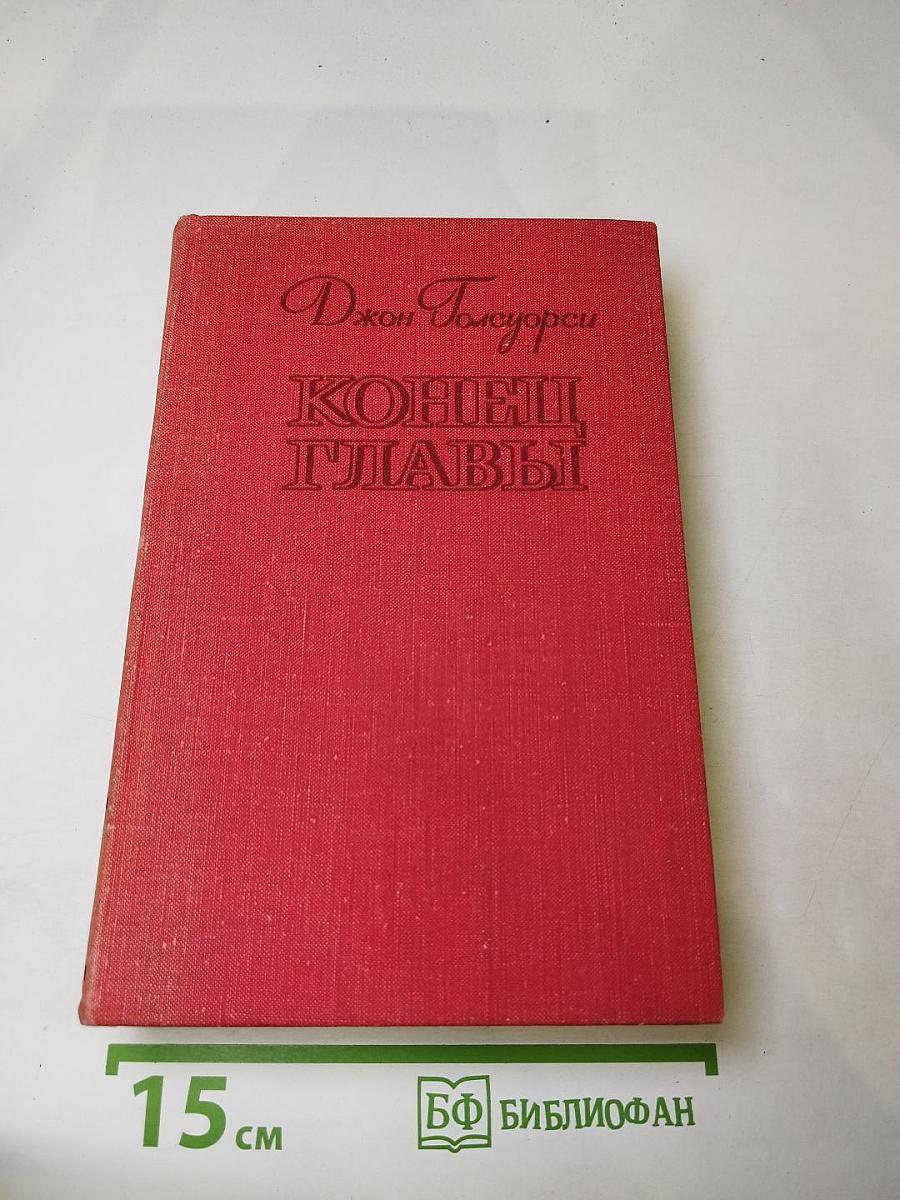 Джон Голсуорси
КОНЕЦ
ГЛАВЫ
15 см
БФ БИБЛИОФАН